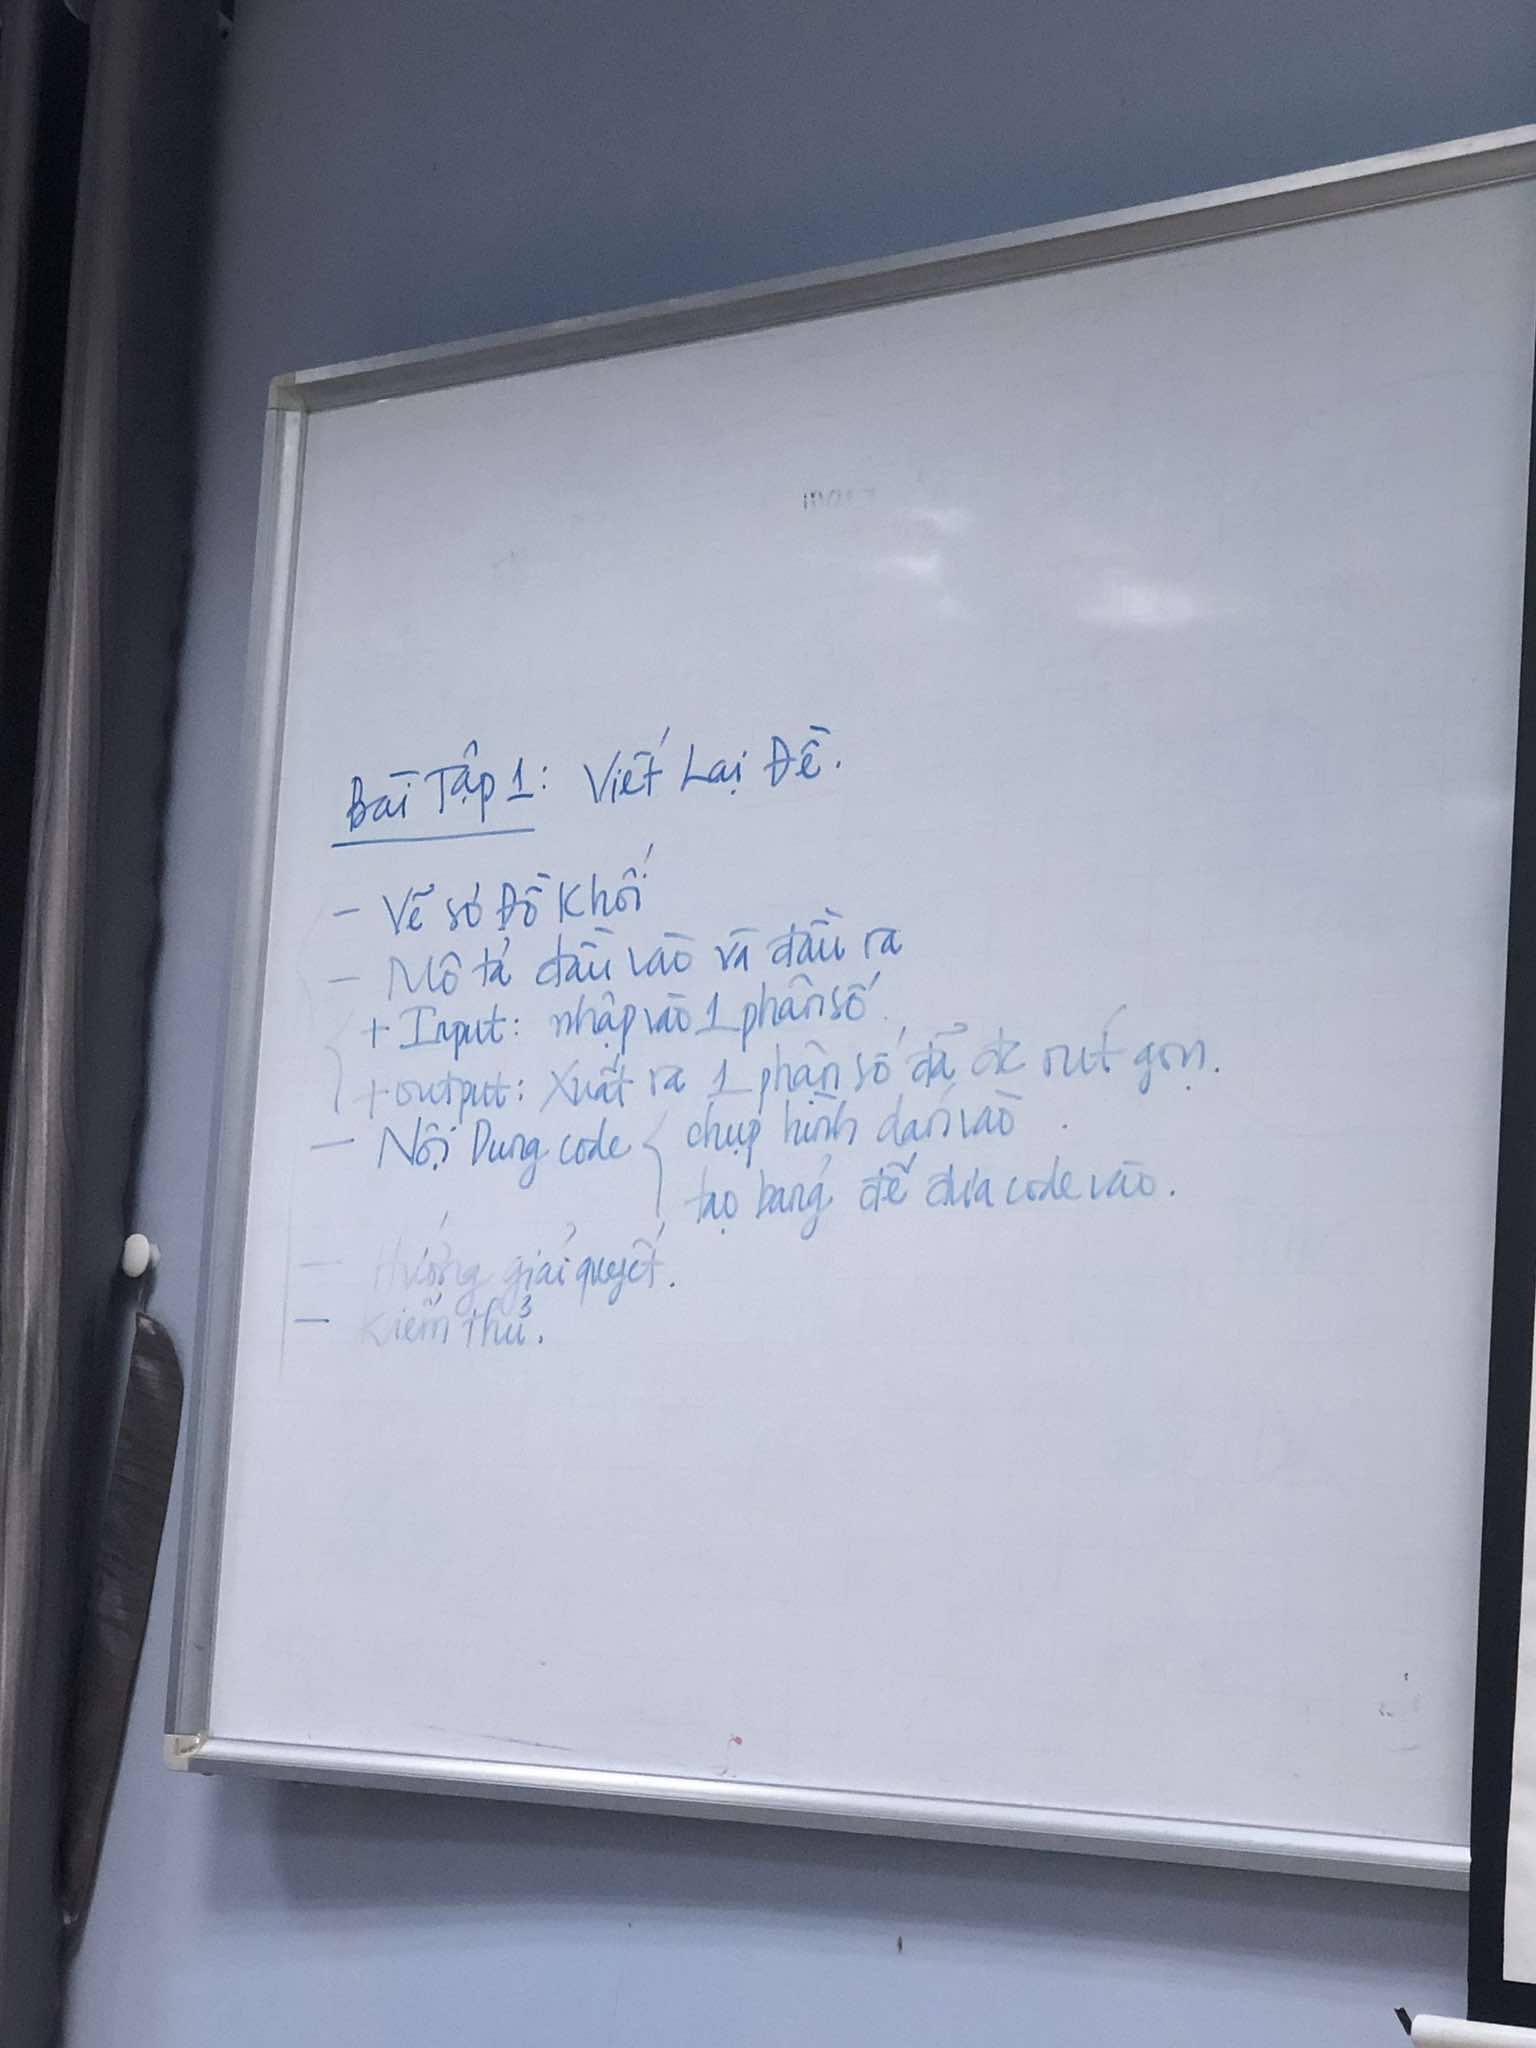 Bài Tập 1: Viết Lại Đề.
- Vẽ sơ Đồ Khối
- Mô tả đầu vào và đầu ra
+ Input: nhập vào 1 phân số.
+ output: Xuất ra 1 phân số đã đc rút gọn.
- Nội Dung code { chụp hình dán vào.
tạo bảng để đưa code vào.
- Hướng giải quyết.
- Kiểm thử.